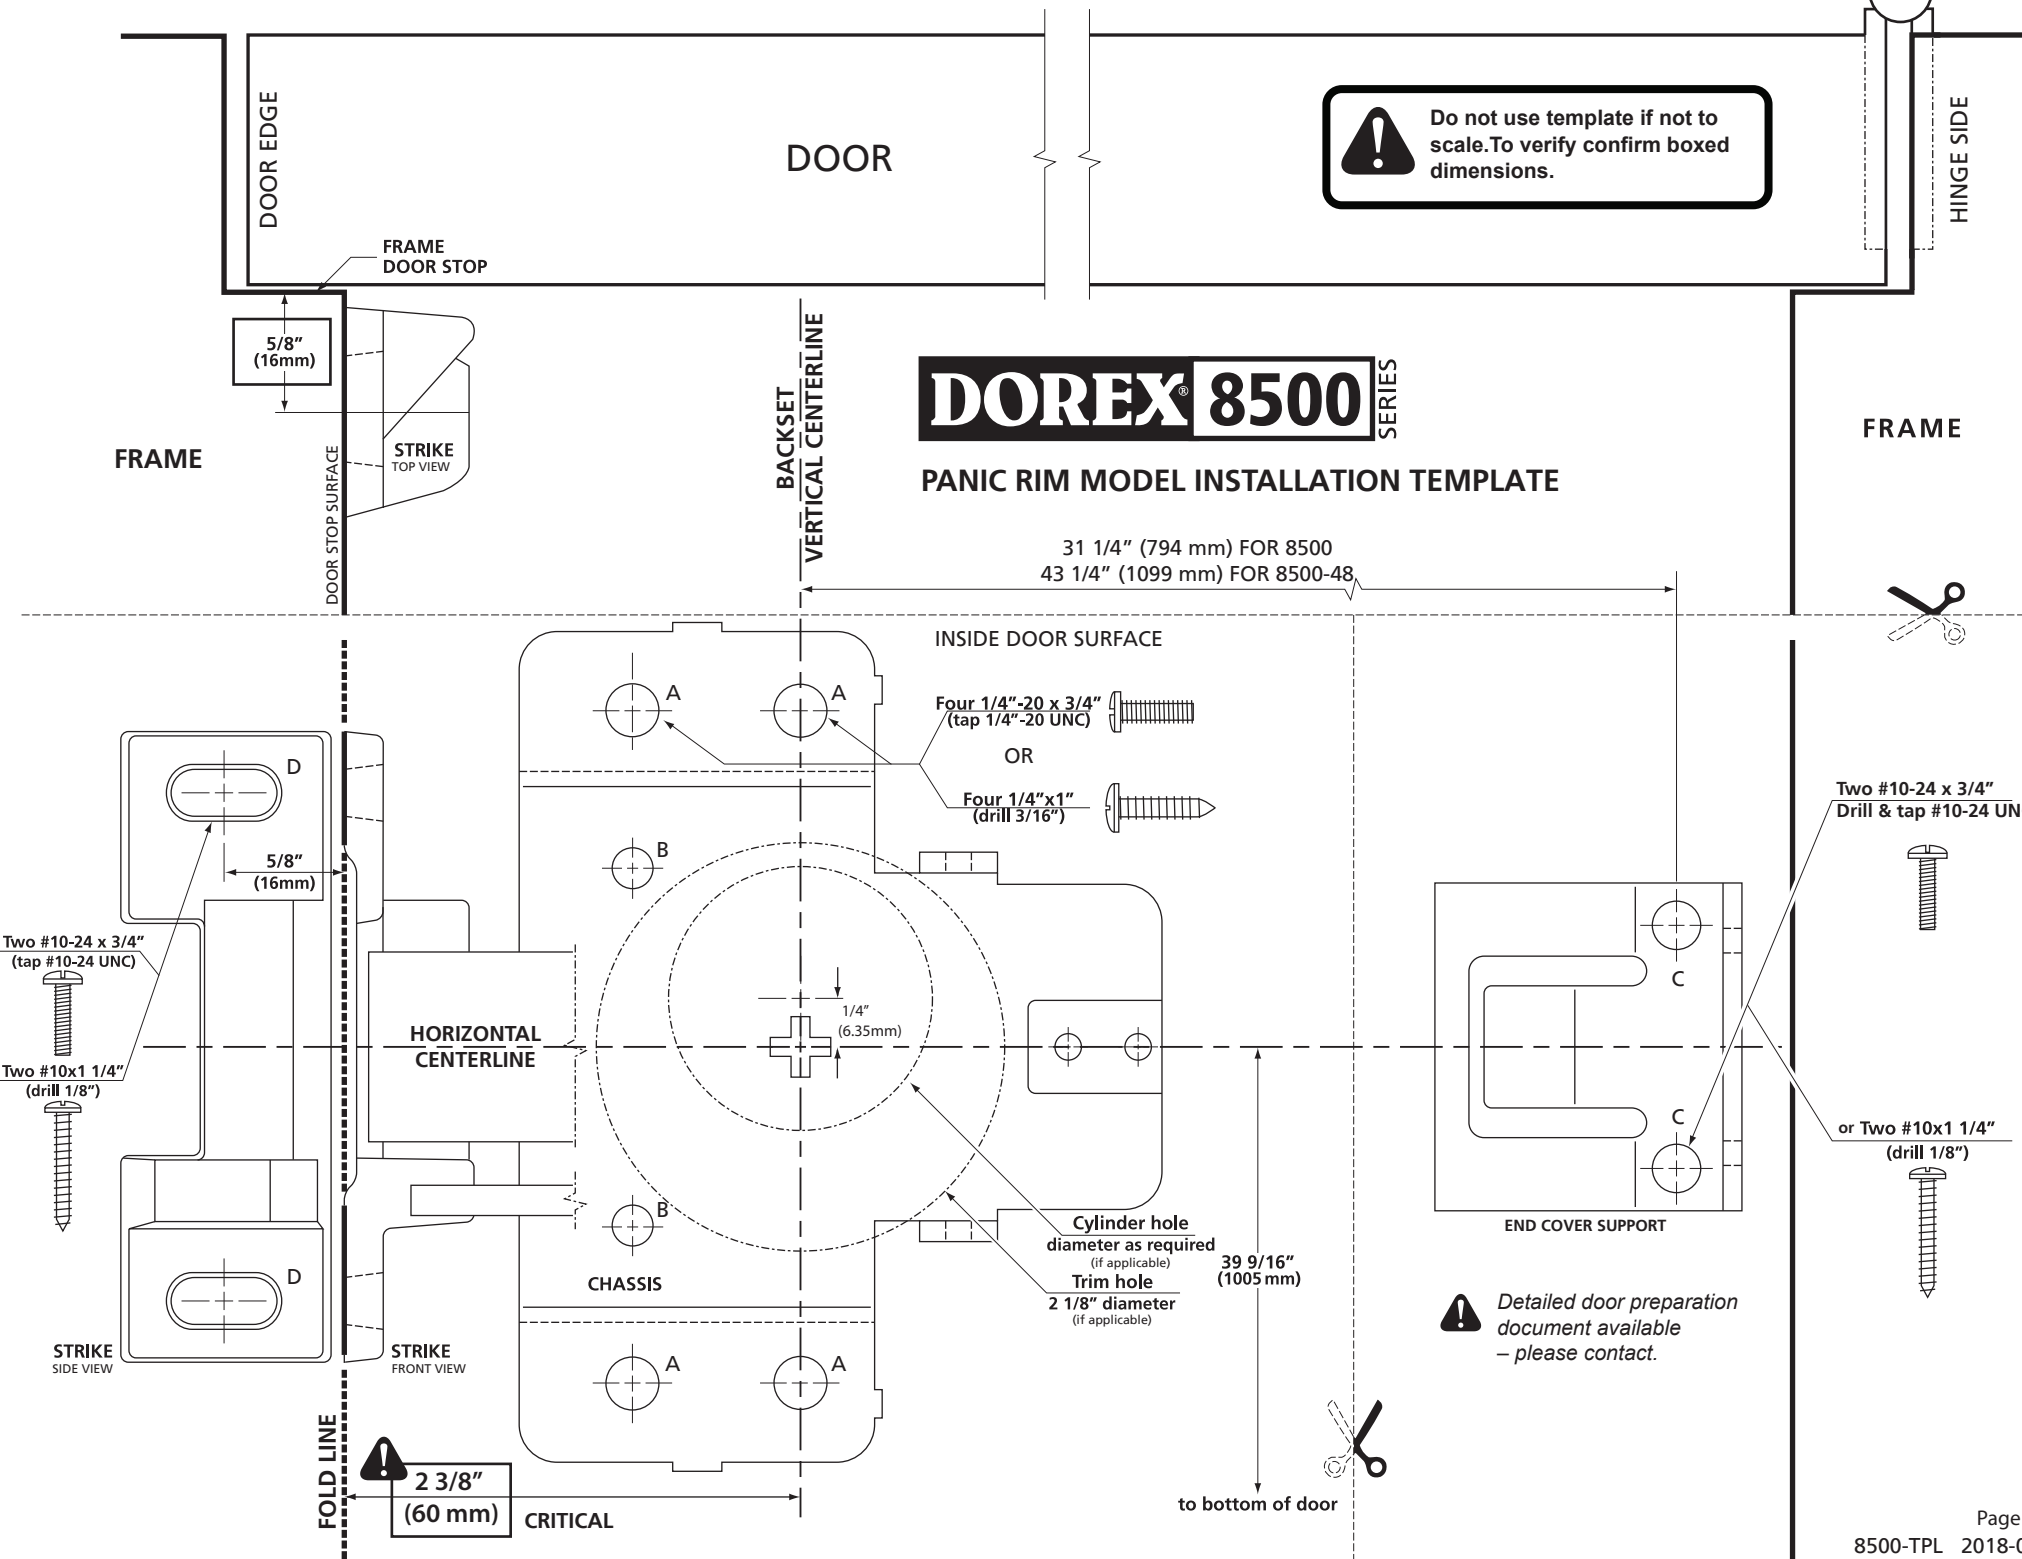 DOOR EDGE
DOOR
Do not use template if not to
scale.To verify confirm boxed
dimensions.
HINGE SIDE
FRAME
DOOR STOP
5/8"
(16mm)
FRAME
DOOR STOP SURFACE
STRIKE
TOP VIEW
BACKSET
VERTICAL CENTERLINE
DOREX® 8500
SERIES
PANIC RIM MODEL INSTALLATION TEMPLATE
FRAME
31 1/4" (794 mm) FOR 8500
43 1/4" (1099 mm) FOR 8500-48
INSIDE DOOR SURFACE
A
A
Four 1/4"-20 x 3/4"
(tap 1/4"-20 UNC)
OR
Four 1/4"x1"
(drill 3/16")
D
5/8"
(16mm)
B
Two #10-24 x 3/4"
Drill & tap #10-24 UN
Two #10-24 x 3/4"
(tap #10-24 UNC)
Two #10x1 1/4"
(drill 1/8")
HORIZONTAL
CENTERLINE
1/4"
(6.35mm)
C
C
or Two #10x1 1/4"
(drill 1/8")
B
Cylinder hole
diameter as required
(if applicable)
Trim hole
2 1/8" diameter
(if applicable)
39 9/16"
(1005 mm)
END COVER SUPPORT
D
CHASSIS
Detailed door preparation
document available
– please contact.
STRIKE
SIDE VIEW
STRIKE
FRONT VIEW
A
A
FOLD LINE
2 3/8"
(60 mm)
CRITICAL
to bottom of door
Page
8500-TPL 2018-0